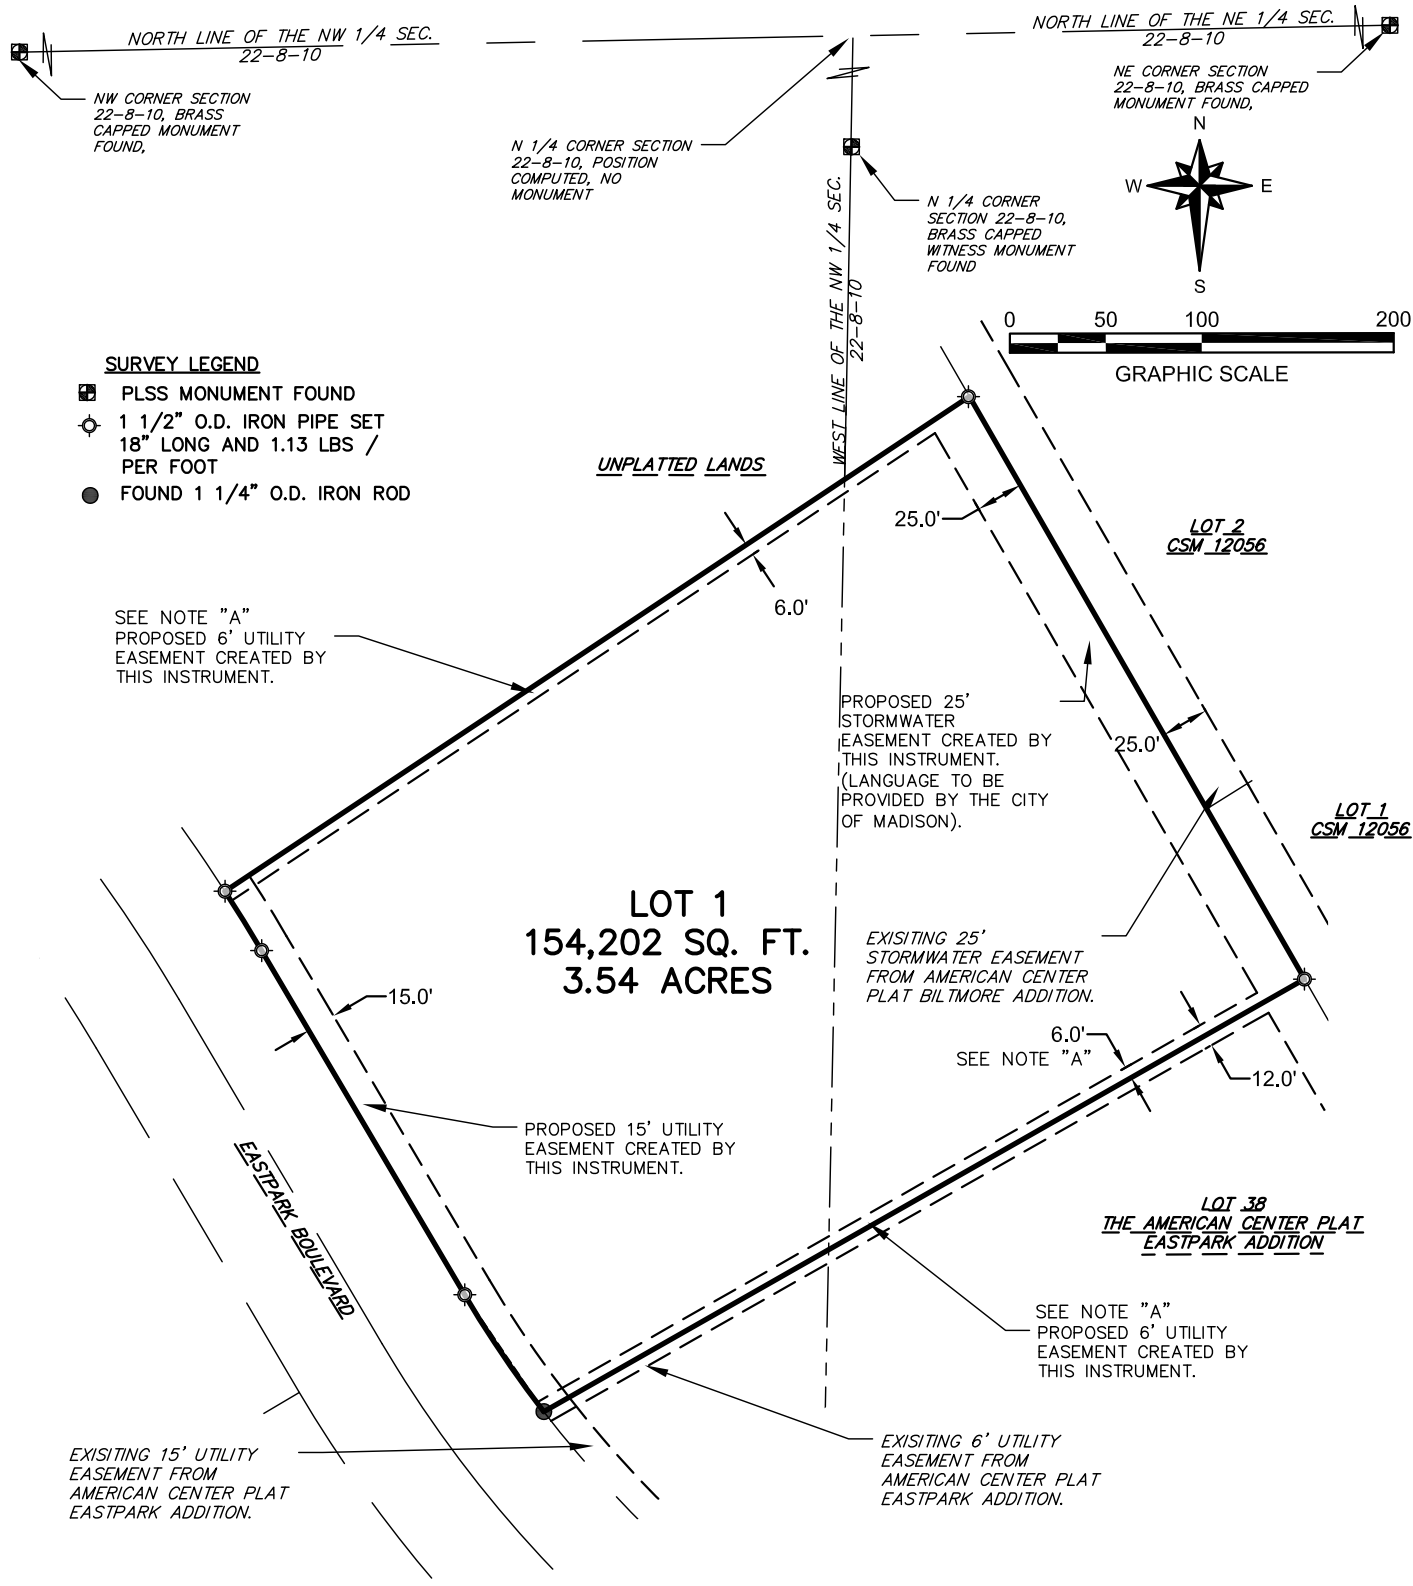 NORTH LINE OF THE NW 1/4 SEC.
22-8-10
NORTH LINE OF THE NE 1/4 SEC.
22-8-10
NW CORNER SECTION
22-8-10, BRASS
CAPPED MONUMENT
FOUND,
N 1/4 CORNER SECTION
22-8-10, POSITION
COMPUTED, NO
MONUMENT
NE CORNER SECTION
22-8-10, BRASS CAPPED
MONUMENT FOUND,
N
W
E
S
N 1/4 CORNER
SECTION 22-8-10,
BRASS CAPPED
WITNESS MONUMENT
FOUND
WEST LINE OF THE NW 1/4 SEC.
22-8-10
0 50 100 200
GRAPHIC SCALE
SURVEY LEGEND
PLSS MONUMENT FOUND
1 1/2" O.D. IRON PIPE SET
18" LONG AND 1.13 LBS /
PER FOOT
FOUND 1 1/4" O.D. IRON ROD
UNPLATTED LANDS
25.0'
LOT 2
CSM 12056
6.0'
SEE NOTE "A"
PROPOSED 6' UTILITY
EASEMENT CREATED BY
THIS INSTRUMENT.
PROPOSED 25'
STORMWATER
EASEMENT CREATED BY
THIS INSTRUMENT.
(LANGUAGE TO BE
PROVIDED BY THE CITY
OF MADISON).
25.0'
LOT 1
CSM 12056
LOT 1
154,202 SQ. FT.
3.54 ACRES
EXISITING 25'
STORMWATER EASEMENT
FROM AMERICAN CENTER
PLAT BILTMORE ADDITION.
15.0'
6.0'
SEE NOTE "A"
12.0'
PROPOSED 15' UTILITY
EASEMENT CREATED BY
THIS INSTRUMENT.
EASTPARK BOULEVARD
LOT 38
THE AMERICAN CENTER PLAT
EASTPARK ADDITION
SEE NOTE "A"
PROPOSED 6' UTILITY
EASEMENT CREATED BY
THIS INSTRUMENT.
EXISITING 15' UTILITY
EASEMENT FROM
AMERICAN CENTER PLAT
EASTPARK ADDITION.
EXISITING 6' UTILITY
EASEMENT FROM
AMERICAN CENTER PLAT
EASTPARK ADDITION.